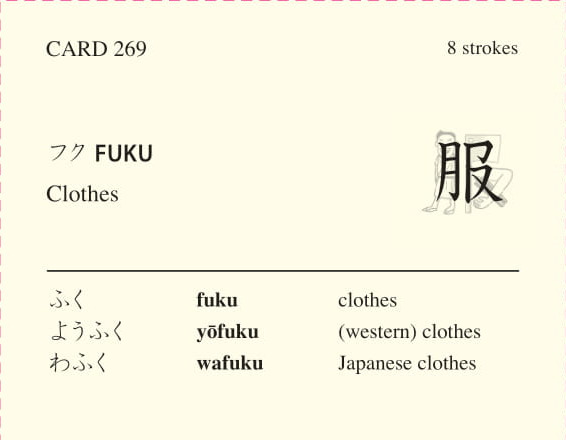 CARD 269 8 strokes
フク FUKU
Clothes
服
ふく fuku clothes
ようふく yōfuku (western) clothes
わふく wafuku Japanese clothes